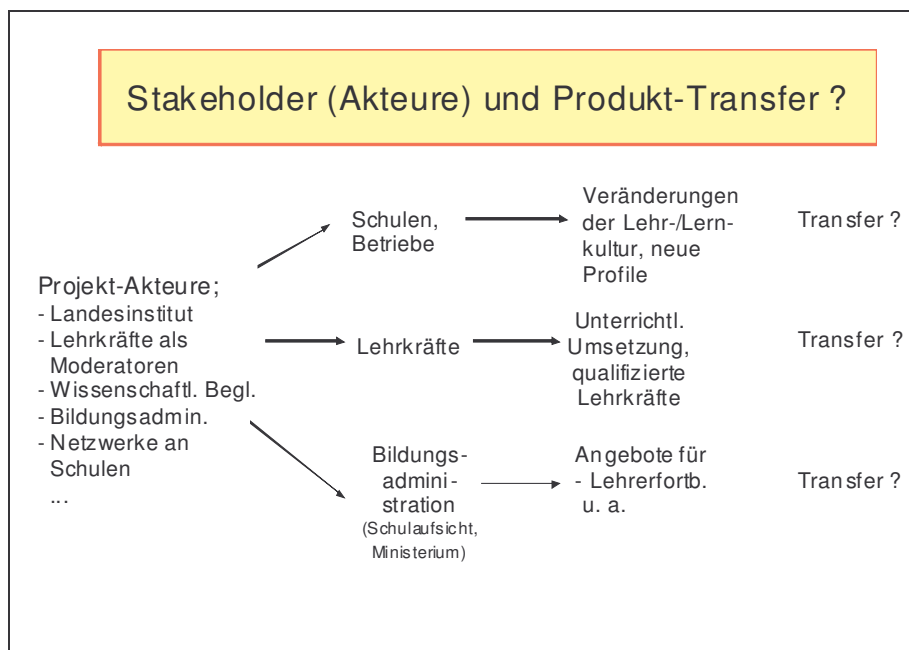 Stakeholder (Akteure) und Produkt-Transfer ?
Projekt-Akteure;
- Landesinstitut
- Lehrkräfte als
Moderatoren
- Wissenschaftl. Begl.
- Bildungsadmin.
- Netzwerke an
Schulen
...
Schulen,
Betriebe
Veränderungen
der Lehr-/Lern-
kultur, neue
Profile
Transfer ?
Lehrkräfte
Unterrichtl.
Umsetzung,
qualifizierte
Lehrkräfte
Transfer ?
Bildungs-
admini-
stration
(Schulaufsicht,
Ministerium)
Angebote für
- Lehrerfortb.
u. a.
Transfer ?